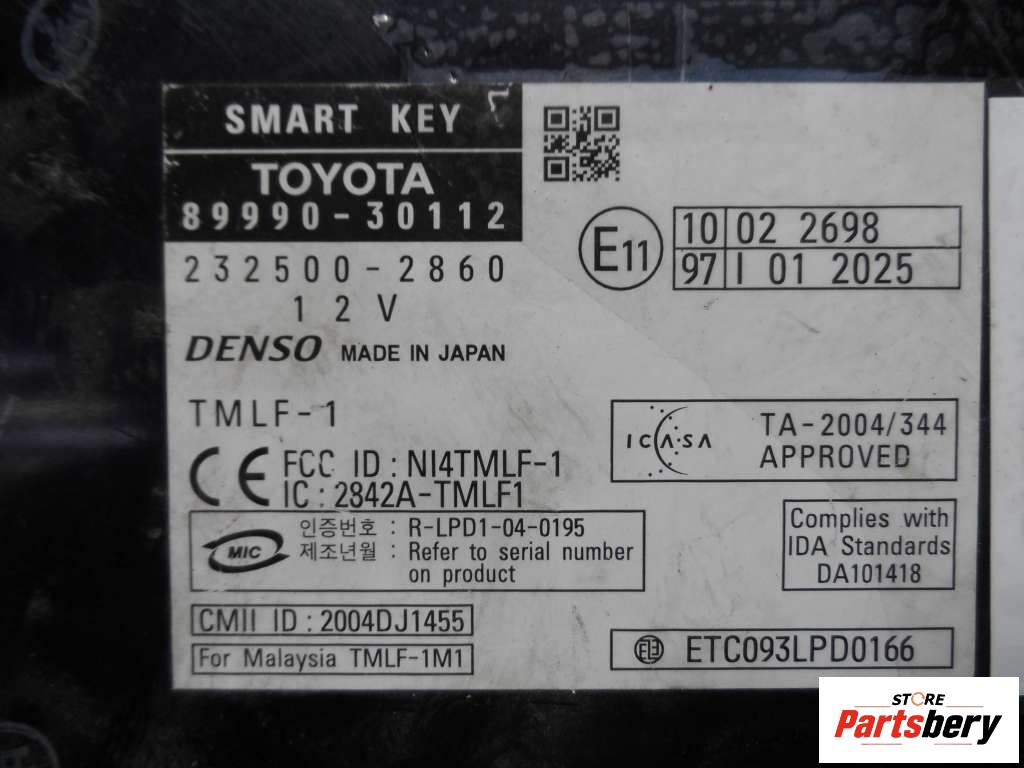 SMART KEY
TOYOTA
89990-30112
232500-2860
12V
DENSO MADE IN JAPAN
E11
10 02 2698
97 I 01 2025
TMLF-1
CE FCC ID : NI4TMLF-1
IC : 2842A-TMLF1
ICASA
TA-2004/344
APPROVED
MIC
인증번호 : R-LPD1-04-0195
제조년월 : Refer to serial number
on product
Complies with
IDA Standards
DA101418
CMII ID : 2004DJ1455
For Malaysia TMLF-1M1
ETC093LPD0166
STORE
Partsbery